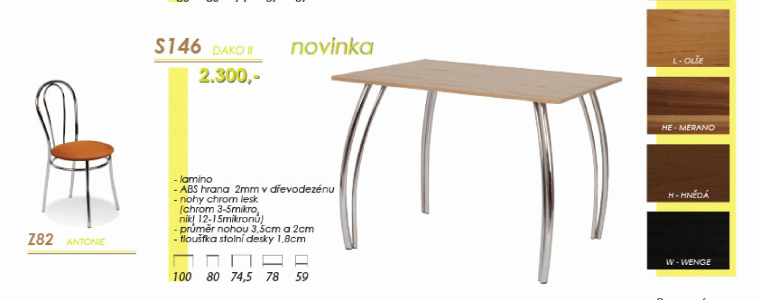 S146 DAKO II novinka
2.300,-
- lamino
- ABS hrana 2mm v dřevodezénu
- nohy chrom lesk
(chrom 3-5mikro,
nikl 12-15mikronů)
- průměr nohou 3,5cm a 2cm
- tloušťka stolní desky 1,8cm
100 80 74,5 78 59
Z82 ANTONIE
L - OLŠE
HE - MERANO
H - HNĚDÁ
W - WENGE